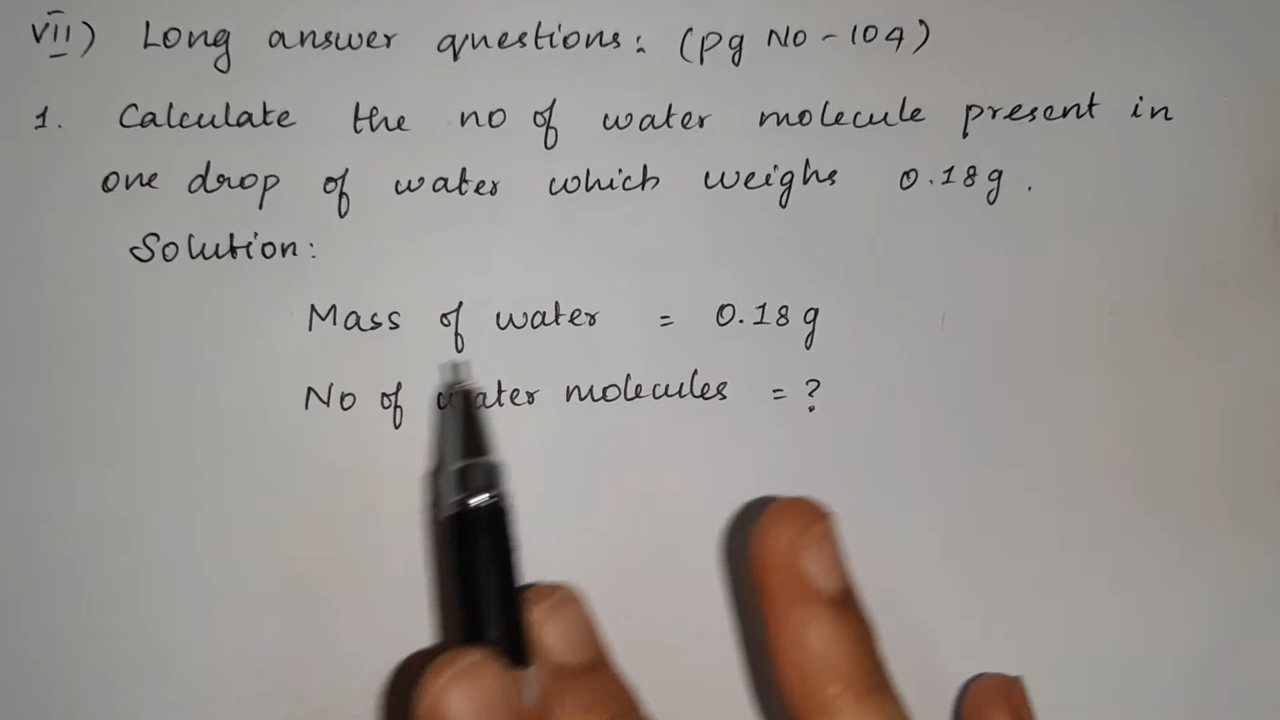 vii) Long answer questions: (pg No - 104)
1. Calculate the no of water molecule present in
one drop of water which weighs 0.18g.
Solution:
Mass of water = 0.18g
No of water molecules = ?